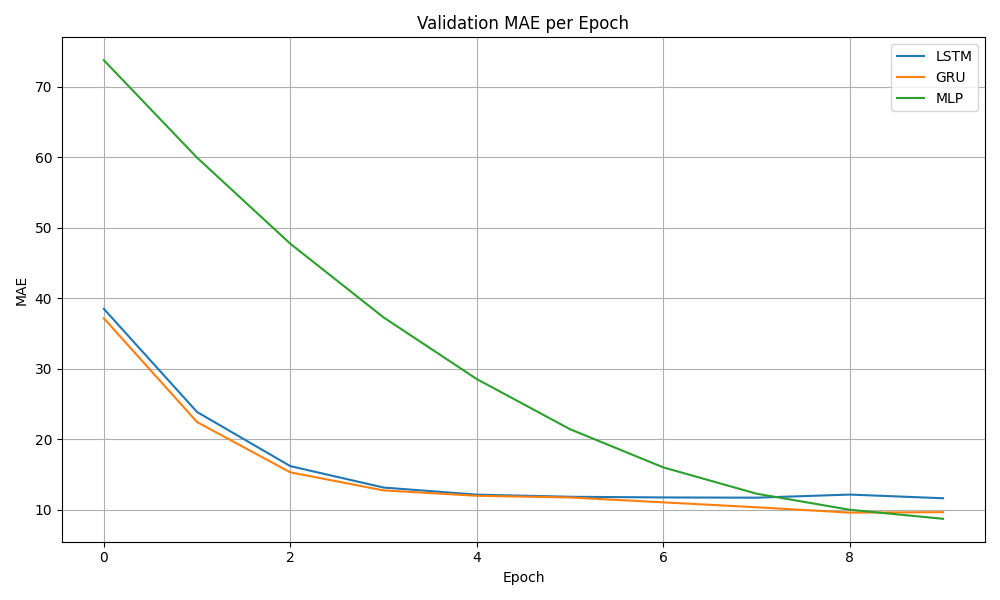 Validation MAE per Epoch
LSTM
GRU
MLP
70
60
50
40
30
20
10
MAE
0 2 4 6 8
Epoch